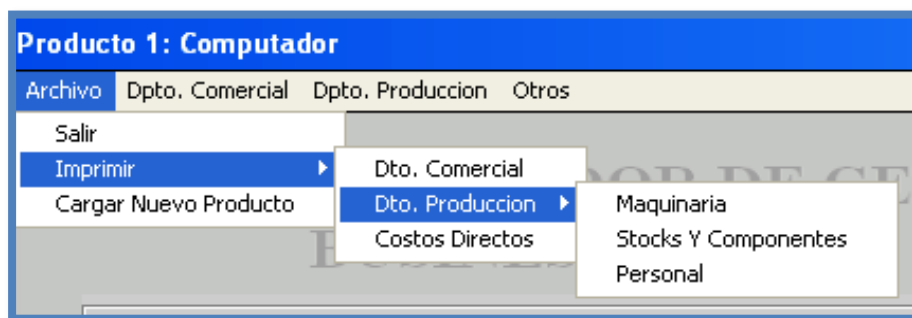 Producto 1: Computador
Archivo Dpto. Comercial Dpto. Produccion Otros
Salir
Imprimir
Cargar Nuevo Producto
Dto. Comercial
Dto. Produccion
Costos Directos
Maquinaria
Stocks Y Componentes
Personal
DE